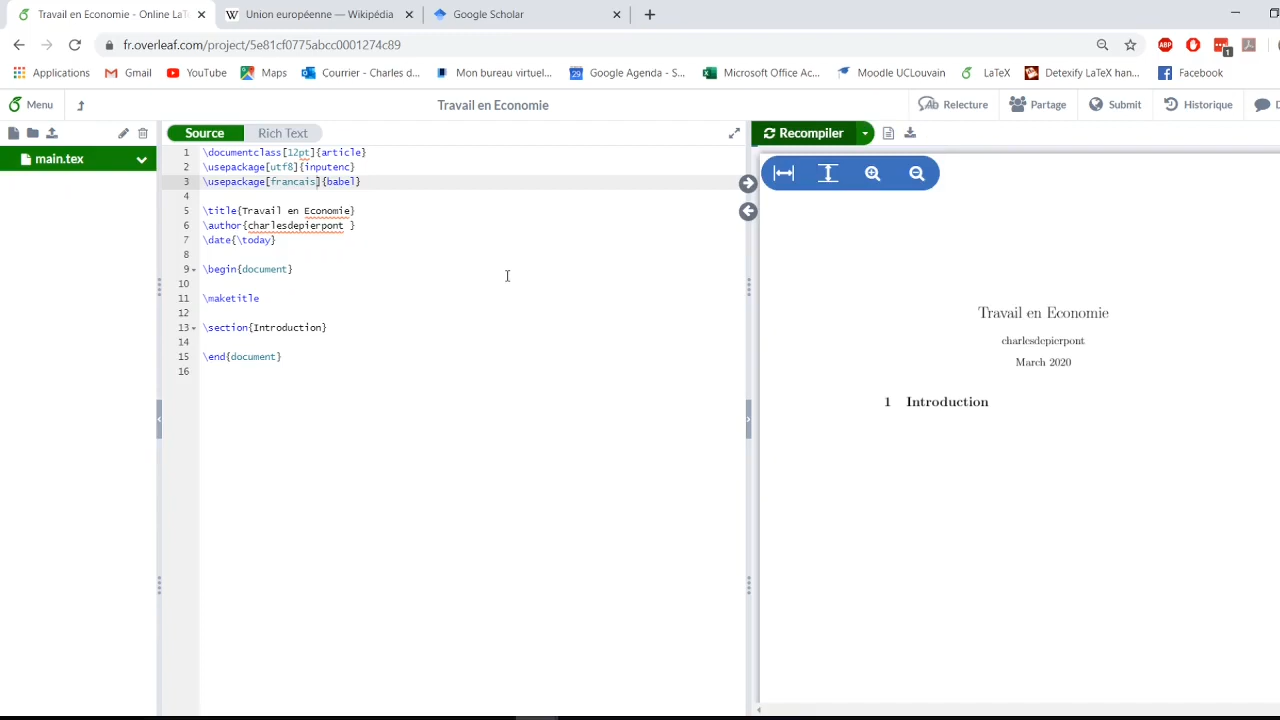 Travail en Economie - Online LaT
Union européenne — Wikipédia
Google Scholar
fr.overleaf.com/project/5e81cf0775abcc0001274c89
ABP
1
Applications
Gmail
YouTube
Maps
Courrier - Charles d...
Mon bureau virtuel...
29
Google Agenda - S...
Microsoft Office Ac...
Moodle UCLouvain
LaTeX
Detexify LaTeX han...
Facebook
Menu
Travail en Economie
Relecture
Partage
Submit
Historique
D
Source
Rich Text
Recompiler
main.tex
1 \documentclass[12pt]{article}
2 \usepackage[utf8]{inputenc}
3 \usepackage[francais]{babel}
4
5 \title{Travail en Economie}
6 \author{charlesdepierpont }
7 \date{\today}
8
9 \begin{document}
10
11 \maketitle
12
13 \section{Introduction}
14
15 \end{document}
16
Travail en Economie
charlesdepierpont
March 2020
1 Introduction